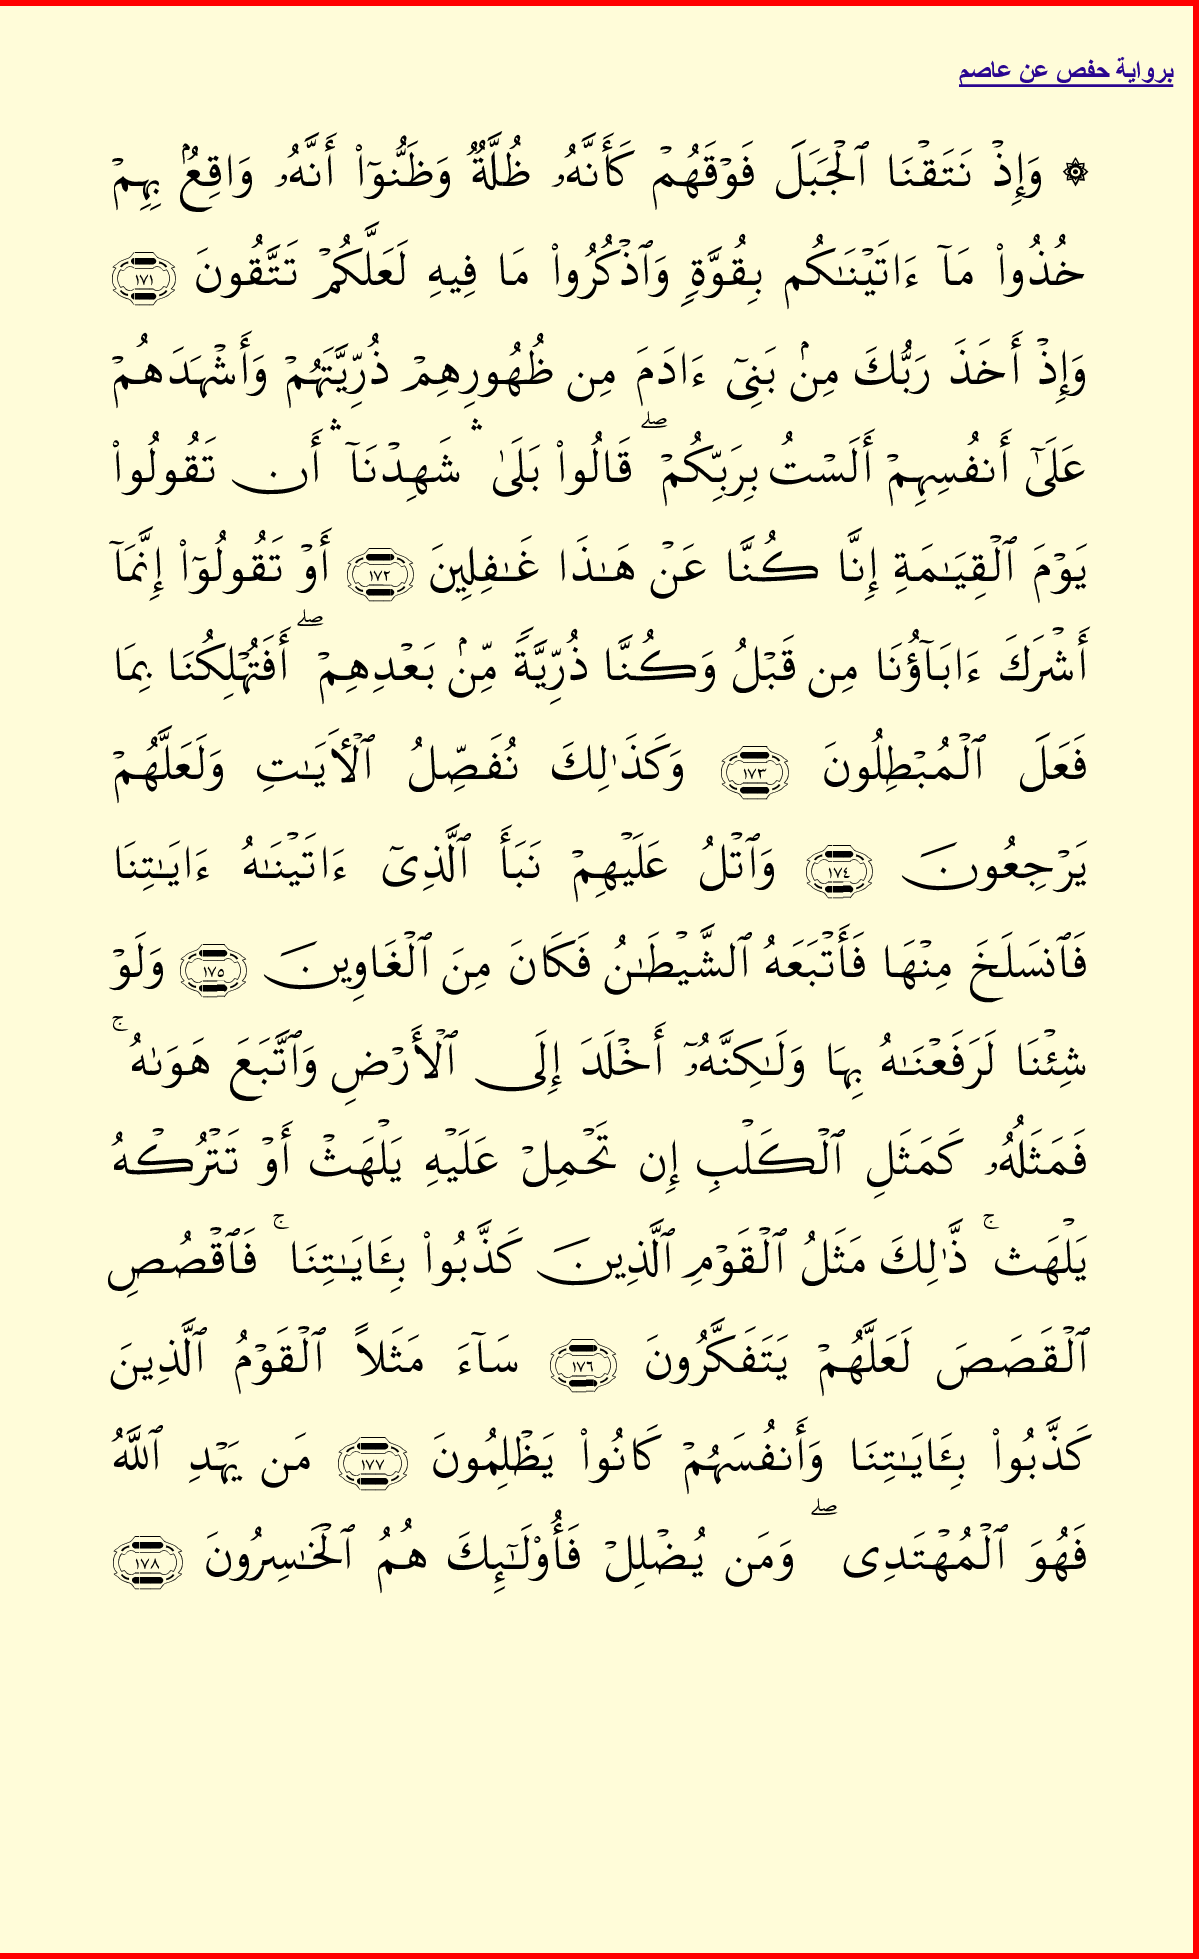 برواية حفص عن عاصم
۞ وَإِذۡ نَتَقۡنَا ٱلۡجَبَلَ فَوۡقَهُمۡ كَأَنَّهُۥ ظُلَّةٞ وَظَنُّوٓاْ أَنَّهُۥ وَاقِعُۢ بِهِمۡ
خُذُواْ مَآ ءَاتَيۡنَٰكُم بِقُوَّةٖ وَٱذۡكُرُواْ مَا فِيهِ لَعَلَّكُمۡ تَتَّقُونَ ١٧١
وَإِذۡ أَخَذَ رَبُّكَ مِنۢ بَنِيٓ ءَادَمَ مِن ظُهُورِهِمۡ ذُرِّيَّتَهُمۡ وَأَشۡهَدَهُمۡ
عَلَىٰٓ أَنفُسِهِمۡ أَلَسۡتُ بِرَبِّكُمۡۖ قَالُواْ بَلَىٰۛ شَهِدۡنَآۛ أَن تَقُولُواْ
يَوۡمَ ٱلۡقِيَٰمَةِ إِنَّا كُنَّا عَنۡ هَٰذَا غَٰفِلِينَ ١٧٢ أَوۡ تَقُولُوٓاْ إِنَّمَآ
أَشۡرَكَ ءَابَآؤُنَا مِن قَبۡلُ وَكُنَّا ذُرِّيَّةٗ مِّنۢ بَعۡدِهِمۡۖ أَفَتُهۡلِكُنَا بِمَا
فَعَلَ ٱلۡمُبۡطِلُونَ ١٧٣ وَكَذَٰلِكَ نُفَصِّلُ ٱلۡأٓيَٰتِ وَلَعَلَّهُمۡ
يَرۡجِعُونَ ١٧٤ وَٱتۡلُ عَلَيۡهِمۡ نَبَأَ ٱلَّذِيٓ ءَاتَيۡنَٰهُ ءَايَٰتِنَا
فَٱنسَلَخَ مِنۡهَا فَأَتۡبَعَهُ ٱلشَّيۡطَٰنُ فَكَانَ مِنَ ٱلۡغَاوِينَ ١٧٥ وَلَوۡ
شِئۡنَا لَرَفَعۡنَٰهُ بِهَا وَلَٰكِنَّهُۥٓ أَخۡلَدَ إِلَى ٱلۡأَرۡضِ وَٱتَّبَعَ هَوَىٰهُۚ
فَمَثَلُهُۥ كَمَثَلِ ٱلۡكَلۡبِ إِن تَحۡمِلۡ عَلَيۡهِ يَلۡهَثۡ أَوۡ تَتۡرُكۡهُ
يَلۡهَثۚ ذَّٰلِكَ مَثَلُ ٱلۡقَوۡمِ ٱلَّذِينَ كَذَّبُواْ بِـَٔايَٰتِنَاۚ فَٱقۡصُصِ
ٱلۡقَصَصَ لَعَلَّهُمۡ يَتَفَكَّرُونَ ١٧٦ سَآءَ مَثَلًا ٱلۡقَوۡمُ ٱلَّذِينَ
كَذَّبُواْ بِـَٔايَٰتِنَا وَأَنفُسَهُمۡ كَانُواْ يَظۡلِمُونَ ١٧٧ مَن يَهۡدِ ٱللَّهُ
فَهُوَ ٱلۡمُهۡتَدِيۖ وَمَن يُضۡلِلۡ فَأُوْلَٰٓئِكَ هُمُ ٱلۡخَٰسِرُونَ ١٧٨